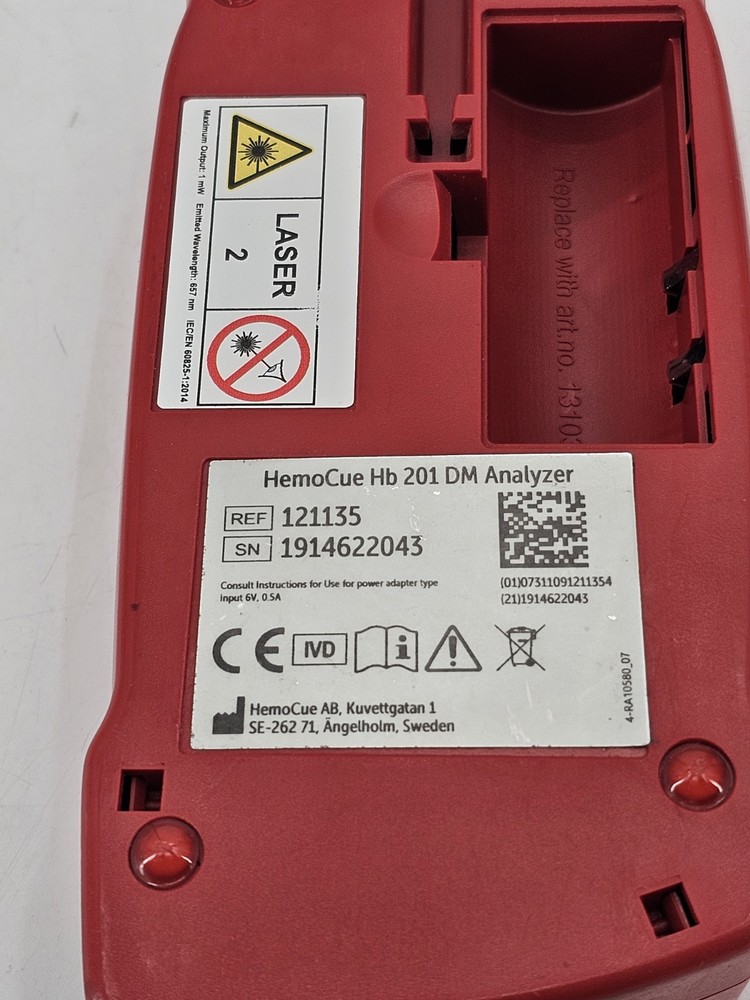 LASER
2
Maximum Output: 1 mW Emitted Wavelength: 657 nm IEC/EN 60825-1:2014
Replace with art.no. 13103
HemoCue Hb 201 DM Analyzer
REF 121135
SN 1914622043
Consult Instructions for Use for power adapter type
Input 6V, 0.5A
(01)07311091211354
(21)1914622043
CE IVD i
HemoCue AB, Kuvettgatan 1
SE-262 71, Ängelholm, Sweden
4-RA10580_07